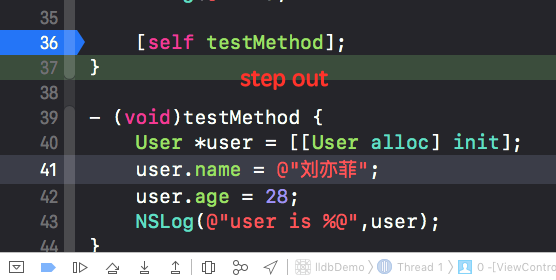 35
36 [self testMethod];
37 }
step out
38
39 - (void)testMethod {
40 User *user = [[User alloc] init];
41 user.name = @"刘亦菲";
42 user.age = 28;
43 NSLog(@"user is %@",user);
44 }
lldbDemo Thread 1 0 -[ViewContr